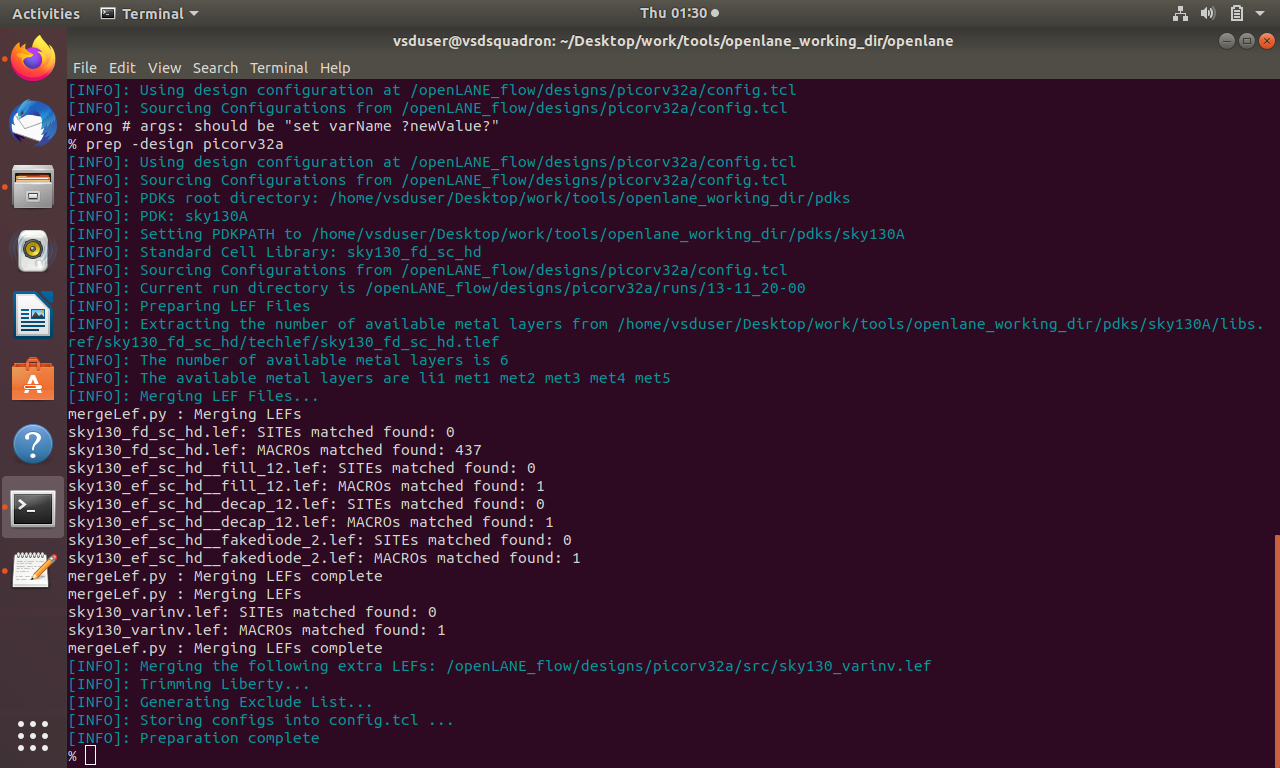 Activities Terminal Thu 01:30
vsduser@vsdsquadron: ~/Desktop/work/tools/openlane_working_dir/openlane
File Edit View Search Terminal Help
[INFO]: Using design configuration at /openLANE_flow/designs/picorv32a/config.tcl
[INFO]: Sourcing Configurations from /openLANE_flow/designs/picorv32a/config.tcl
wrong # args: should be "set varName ?newValue?"
% prep -design picorv32a
[INFO]: Using design configuration at /openLANE_flow/designs/picorv32a/config.tcl
[INFO]: Sourcing Configurations from /openLANE_flow/designs/picorv32a/config.tcl
[INFO]: PDKs root directory: /home/vsduser/Desktop/work/tools/openlane_working_dir/pdks
[INFO]: PDK: sky130A
[INFO]: Setting PDKPATH to /home/vsduser/Desktop/work/tools/openlane_working_dir/pdks/sky130A
[INFO]: Standard Cell Library: sky130_fd_sc_hd
[INFO]: Sourcing Configurations from /openLANE_flow/designs/picorv32a/config.tcl
[INFO]: Current run directory is /openLANE_flow/designs/picorv32a/runs/13-11_20-00
[INFO]: Preparing LEF Files
[INFO]: Extracting the number of available metal layers from /home/vsduser/Desktop/work/tools/openlane_working_dir/pdks/sky130A/libs.
ref/sky130_fd_sc_hd/techlef/sky130_fd_sc_hd.tlef
[INFO]: The number of available metal layers is 6
[INFO]: The available metal layers are li1 met1 met2 met3 met4 met5
[INFO]: Merging LEF Files...
mergeLef.py : Merging LEFs
sky130_fd_sc_hd.lef: SITEs matched found: 0
sky130_fd_sc_hd.lef: MACROs matched found: 437
sky130_ef_sc_hd__fill_12.lef: SITEs matched found: 0
sky130_ef_sc_hd__fill_12.lef: MACROs matched found: 1
sky130_ef_sc_hd__decap_12.lef: SITEs matched found: 0
sky130_ef_sc_hd__decap_12.lef: MACROs matched found: 1
sky130_ef_sc_hd__fakediode_2.lef: SITEs matched found: 0
sky130_ef_sc_hd__fakediode_2.lef: MACROs matched found: 1
mergeLef.py : Merging LEFs complete
mergeLef.py : Merging LEFs
sky130_varinv.lef: SITEs matched found: 0
sky130_varinv.lef: MACROs matched found: 1
mergeLef.py : Merging LEFs complete
[INFO]: Merging the following extra LEFs: /openLANE_flow/designs/picorv32a/src/sky130_varinv.lef
[INFO]: Trimming Liberty...
[INFO]: Generating Exclude List...
[INFO]: Storing configs into config.tcl ...
[INFO]: Preparation complete
%